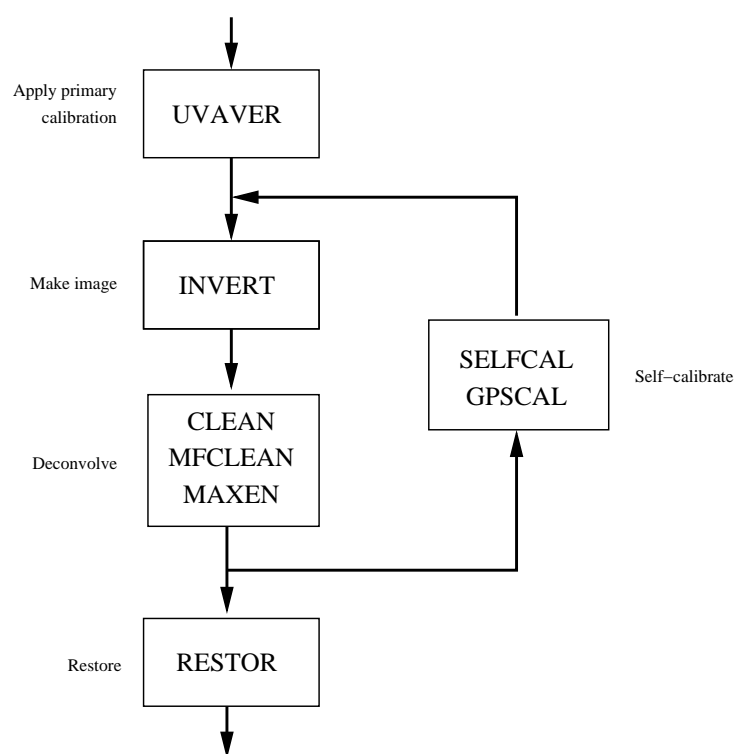 Apply primary
calibration
UVAVER
Make image
INVERT
SELFCAL
GPSCAL
Self−calibrate
Deconvolve
CLEAN
MFCLEAN
MAXEN
Restore
RESTOR